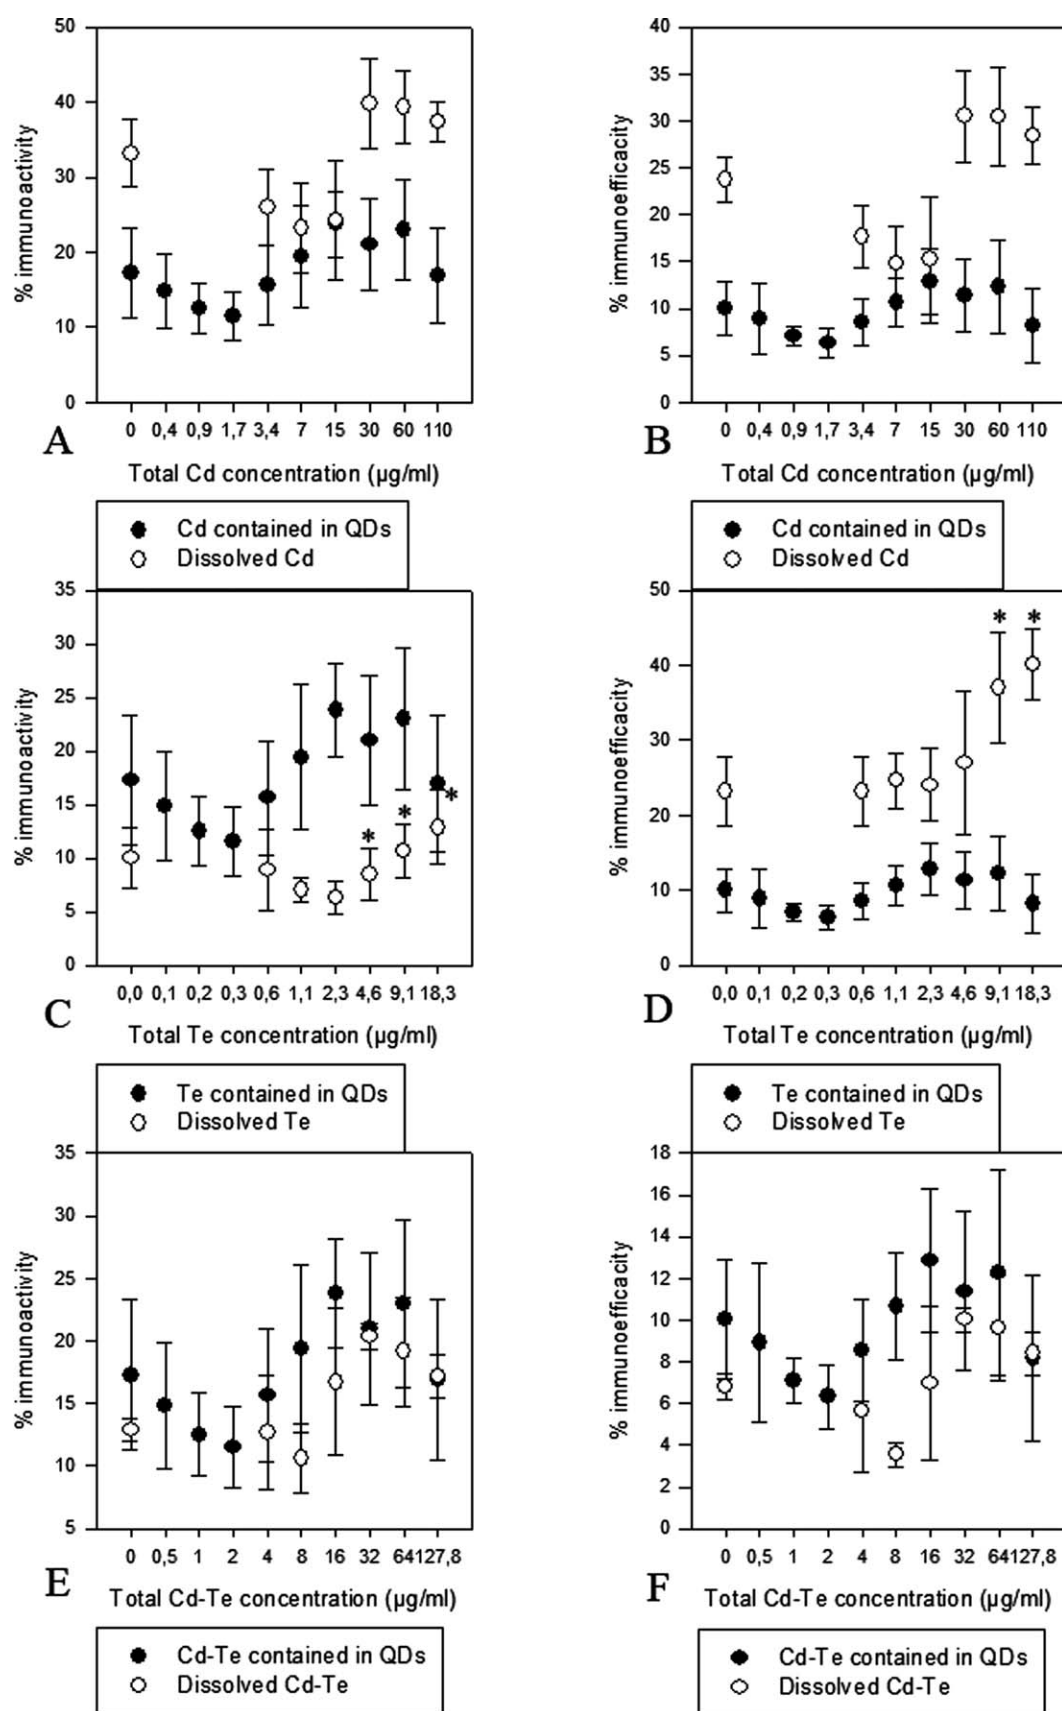 50
40
30
20
10
0
% immunoactivity
0 0,4 0,9 1,7 3,4 7 15 30 60 110
A
Total Cd concentration (µg/ml)
Cd contained in QDs
Dissolved Cd
40
35
30
25
20
15
10
5
0
% immunoefficacity
0 0,4 0,9 1,7 3,4 7 15 30 60 110
B
Total Cd concentration (µg/ml)
Cd contained in QDs
Dissolved Cd
35
30
25
20
15
10
5
0
% immunoactivity
* * *
0,0 0,1 0,2 0,3 0,6 1,1 2,3 4,6 9,1 18,3
C
Total Te concentration (µg/ml)
Te contained in QDs
Dissolved Te
50
40
30
20
10
0
% immunoefficacity
* *
0,0 0,1 0,2 0,3 0,6 1,1 2,3 4,6 9,1 18,3
D
Total Te concentration (µg/ml)
Te contained in QDs
Dissolved Te
35
30
25
20
15
10
5
% immunoactivity
0 0,5 1 2 4 8 16 32 64 127,8
E
Total Cd-Te concentration (µg/ml)
Cd-Te contained in QDs
Dissolved Cd-Te
18
16
14
12
10
8
6
4
2
0
% immunoefficacity
0 0,5 1 2 4 8 16 32 64 127,8
F
Total Cd-Te concentration (µg/ml)
Cd-Te contained in QDs
Dissolved Cd-Te